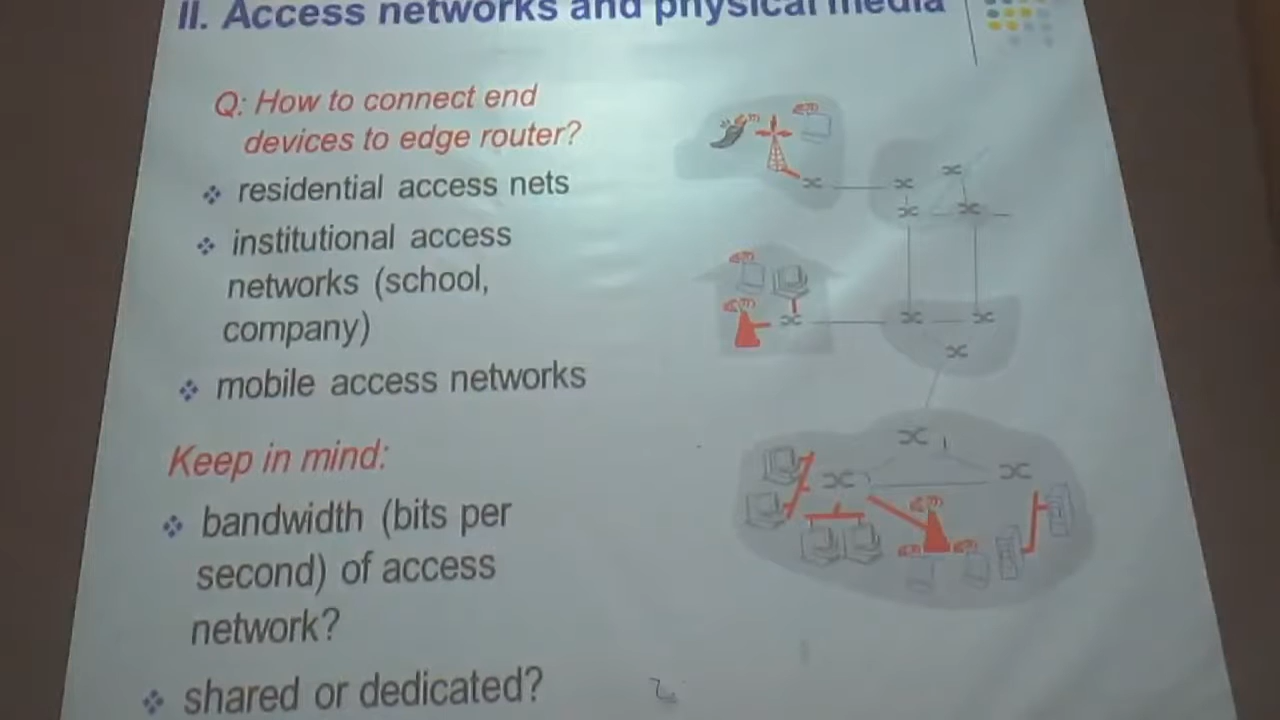 II. Access networks and physical media
Q: How to connect end
devices to edge router?
residential access nets
institutional access
networks (school,
company)
mobile access networks
Keep in mind:
bandwidth (bits per
second) of access
network?
shared or dedicated?